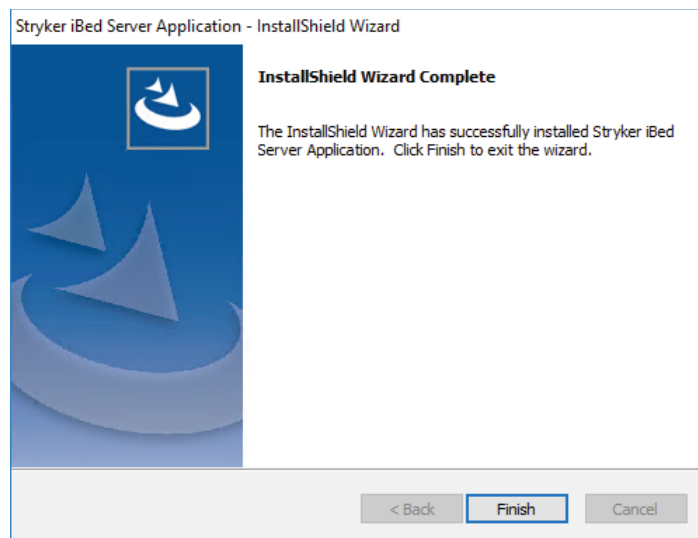 Stryker iBed Server Application - InstallShield Wizard
InstallShield Wizard Complete
The InstallShield Wizard has successfully installed Stryker iBed
Server Application. Click Finish to exit the wizard.
< Back
Finish
Cancel